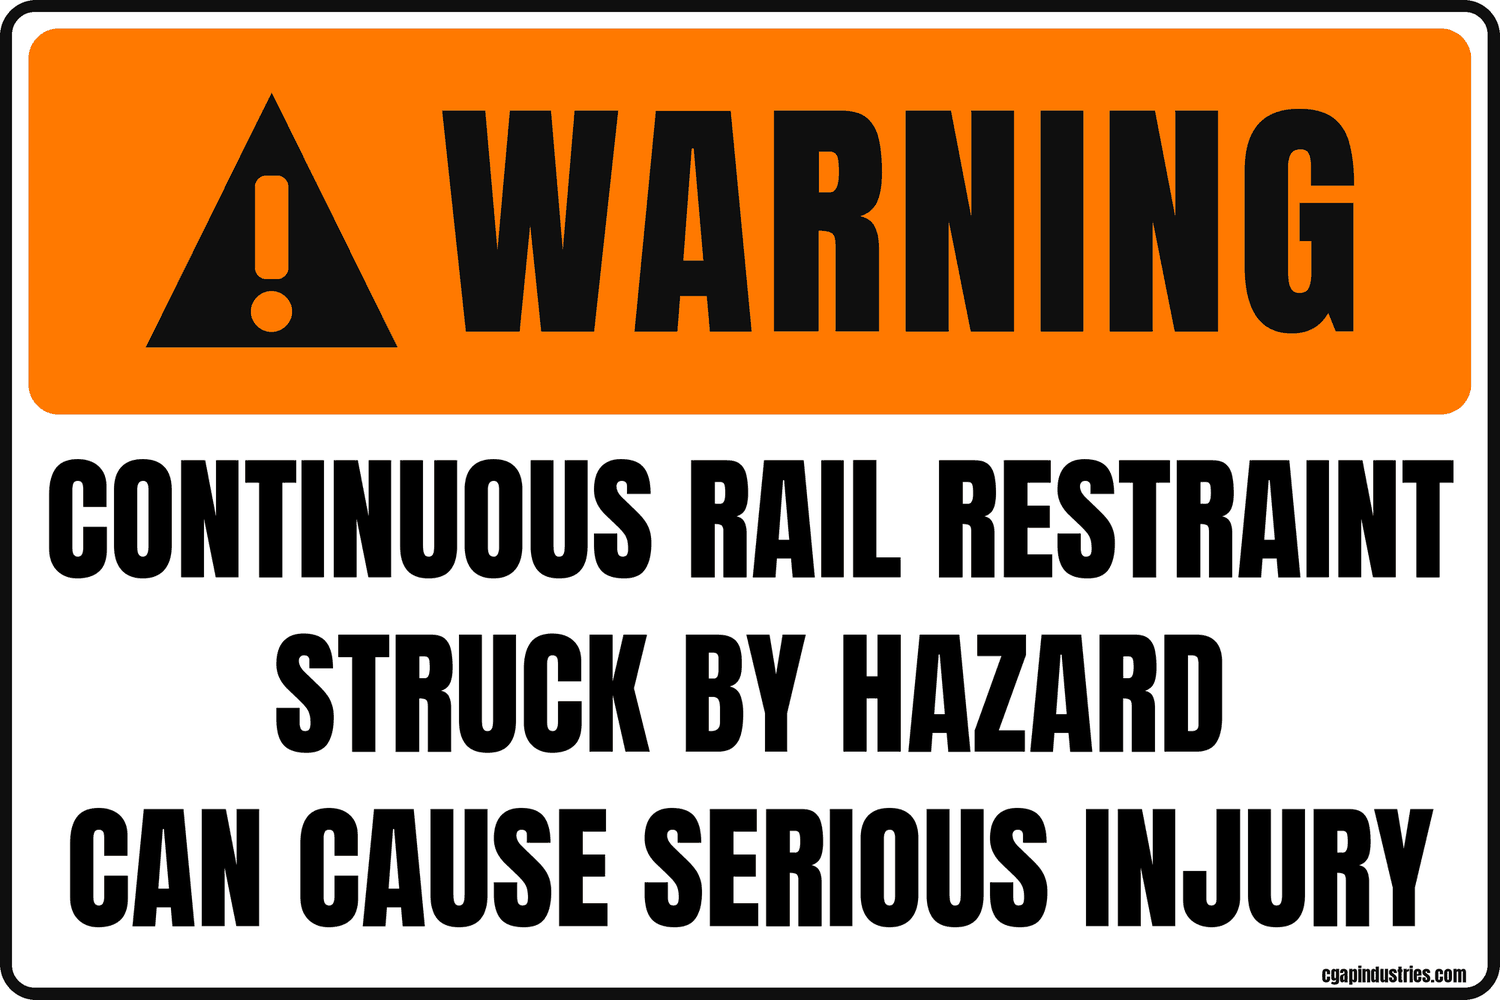 WARNING
CONTINUOUS RAIL RESTRAINT
STRUCK BY HAZARD
CAN CAUSE SERIOUS INJURY
cgapindustries.com